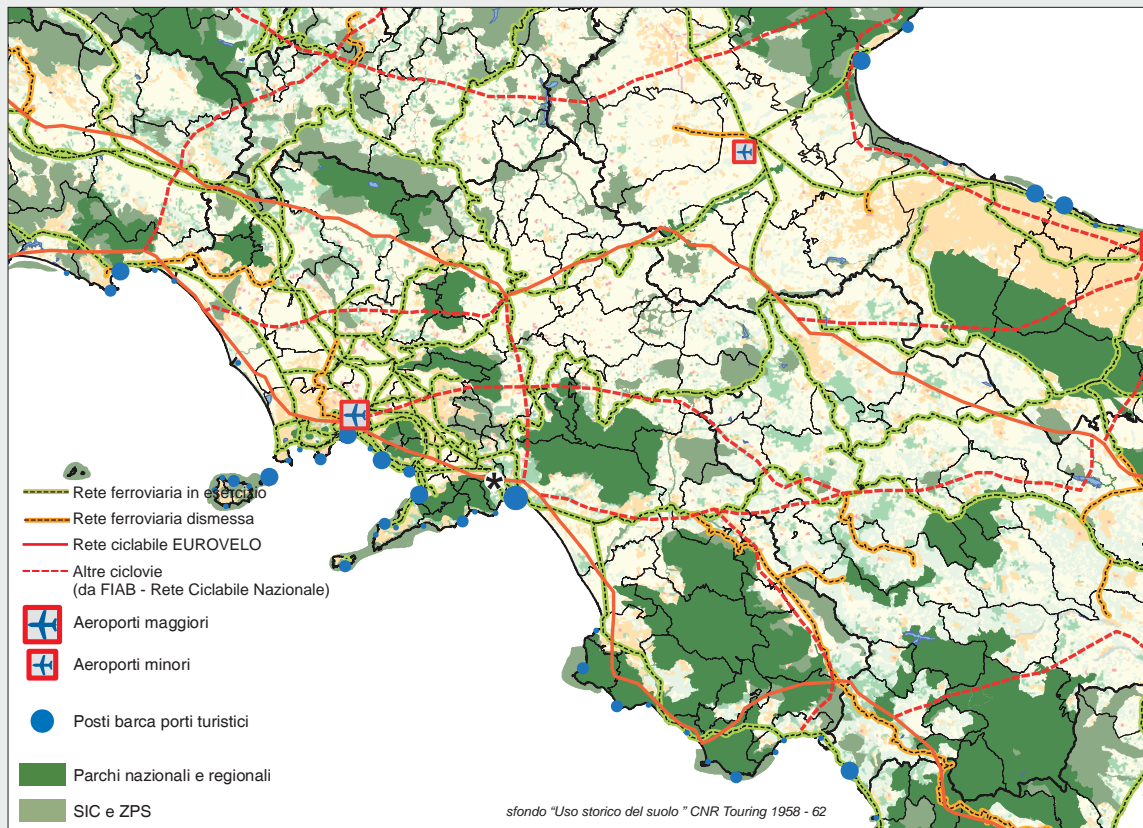 Rete ferroviaria in esercizio
Rete ferroviaria dismessa
Rete ciclabile EUROVELO
Altre ciclovie
(da FIAB - Rete Ciclabile Nazionale)
Aeroporti maggiori
Aeroporti minori
Posti barca porti turistici
Parchi nazionali e regionali
SIC e ZPS
sfondo “Uso storico del suolo ” CNR Touring 1958 - 62